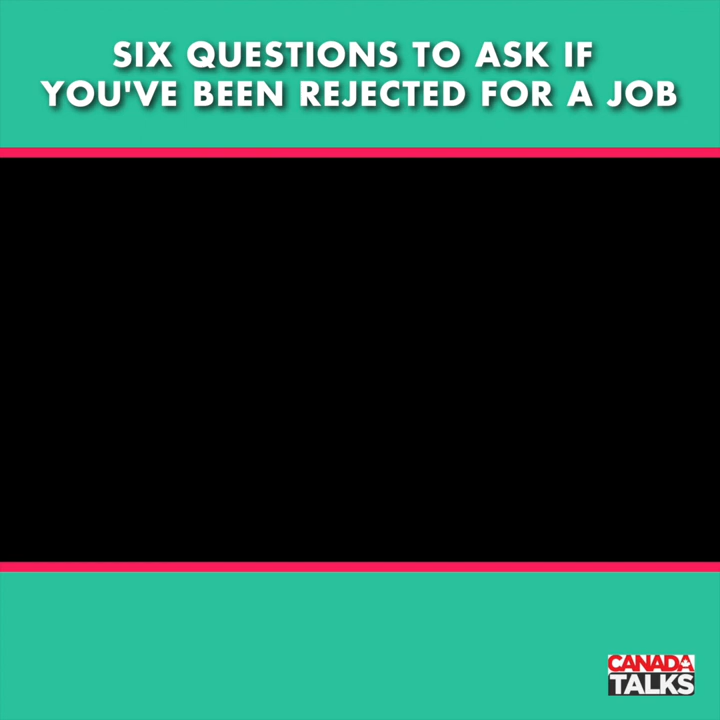 SIX QUESTIONS TO ASK IF
YOU'VE BEEN REJECTED FOR A JOB
CANADA
TALKS